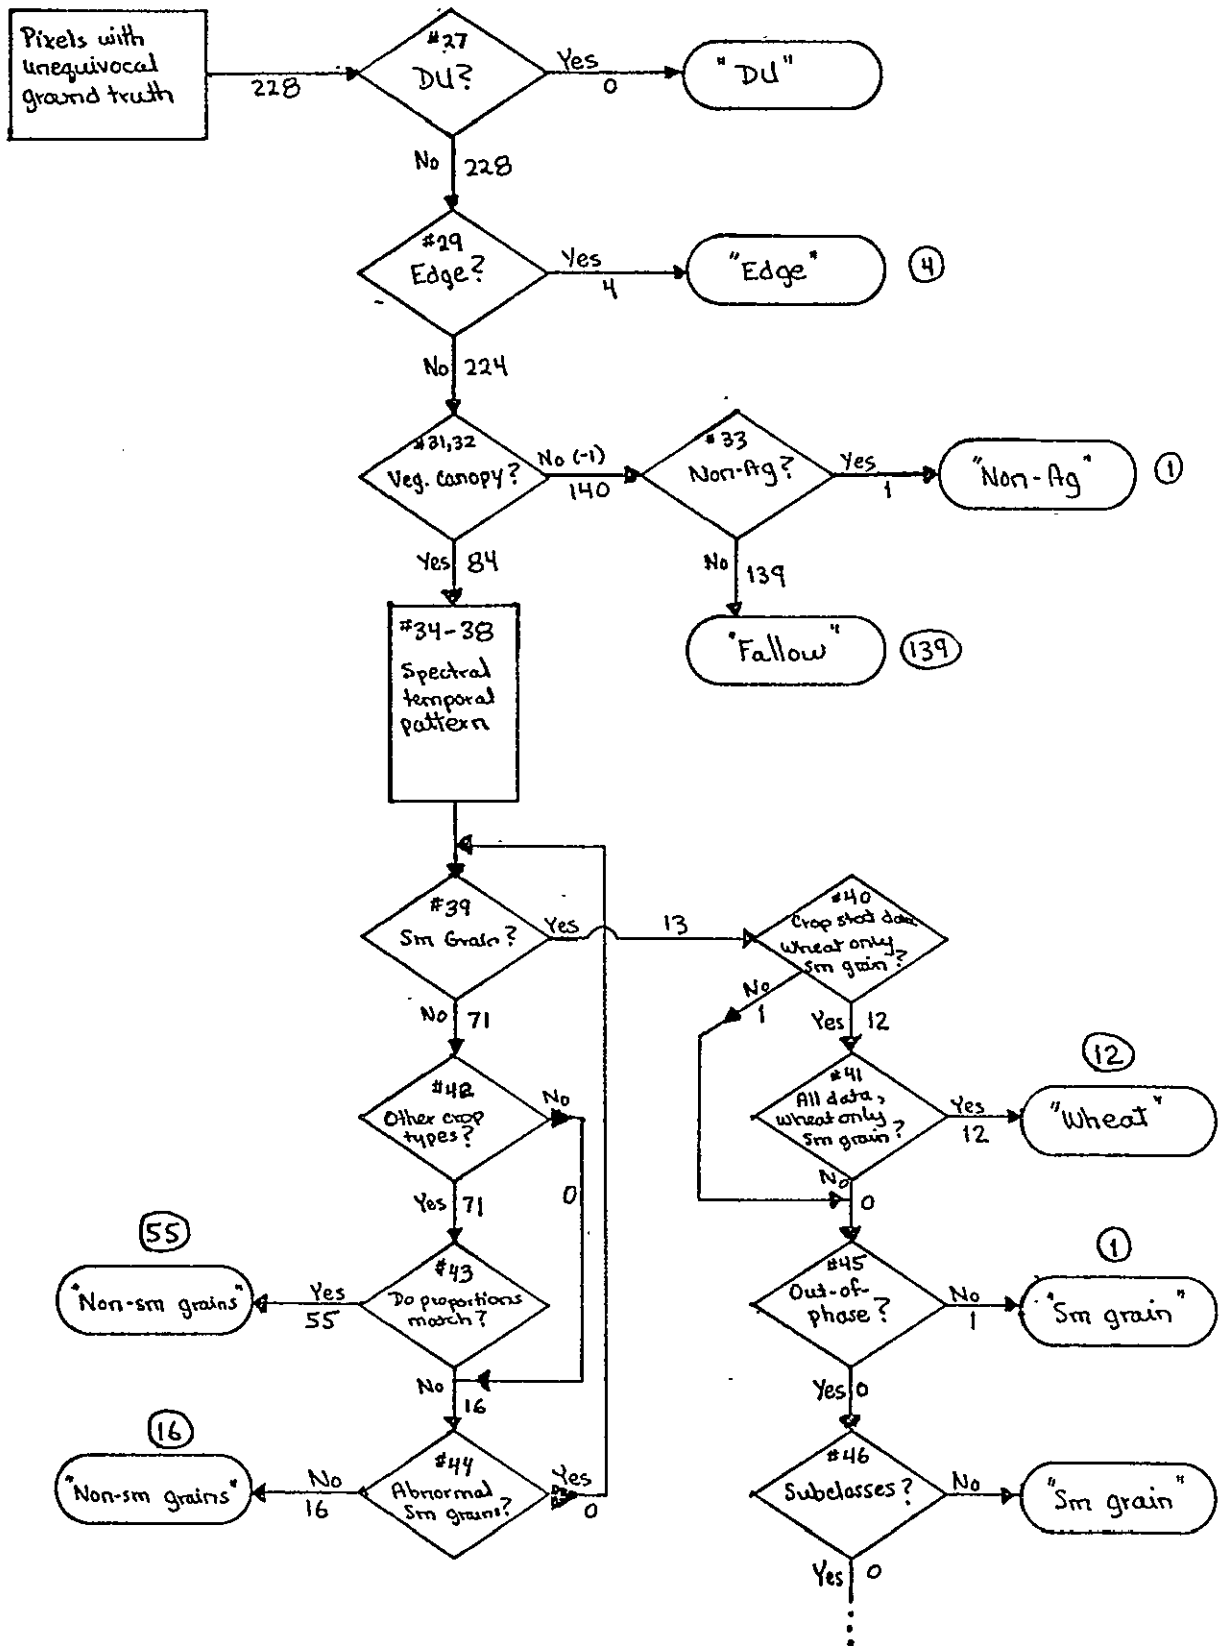 Pixels with
unequivocal
ground truth
228
#27
DU?
Yes
0
"DU"
No 228
#29
Edge?
Yes
4
"Edge"
4
No 224
#31,32
Veg. canopy?
No (-1)
140
#33
Non-Ag?
Yes
1
"Non-Ag"
1
Yes 84
No 139
"Fallow"
139
#34-38
Spectral
temporal
pattern
#39
Sm Grain?
Yes
13
#40
Crop stat data,
Wheat only
Sm grain?
No
1
Yes 12
No 71
#41
All data,
Wheat only
Sm grain?
Yes
12
"Wheat"
12
No
0
#42
Other crop
types?
No
0
Yes 71
#43
Do proportions
match?
Yes
55
"Non-sm grains"
55
No
16
#45
Out-of-
phase?
No
1
"Sm grain"
1
Yes 0
#44
Abnormal
Sm grains?
No
16
"Non-sm grains"
16
Yes
0
#46
Subclasses?
No
"Sm grain"
Yes 0